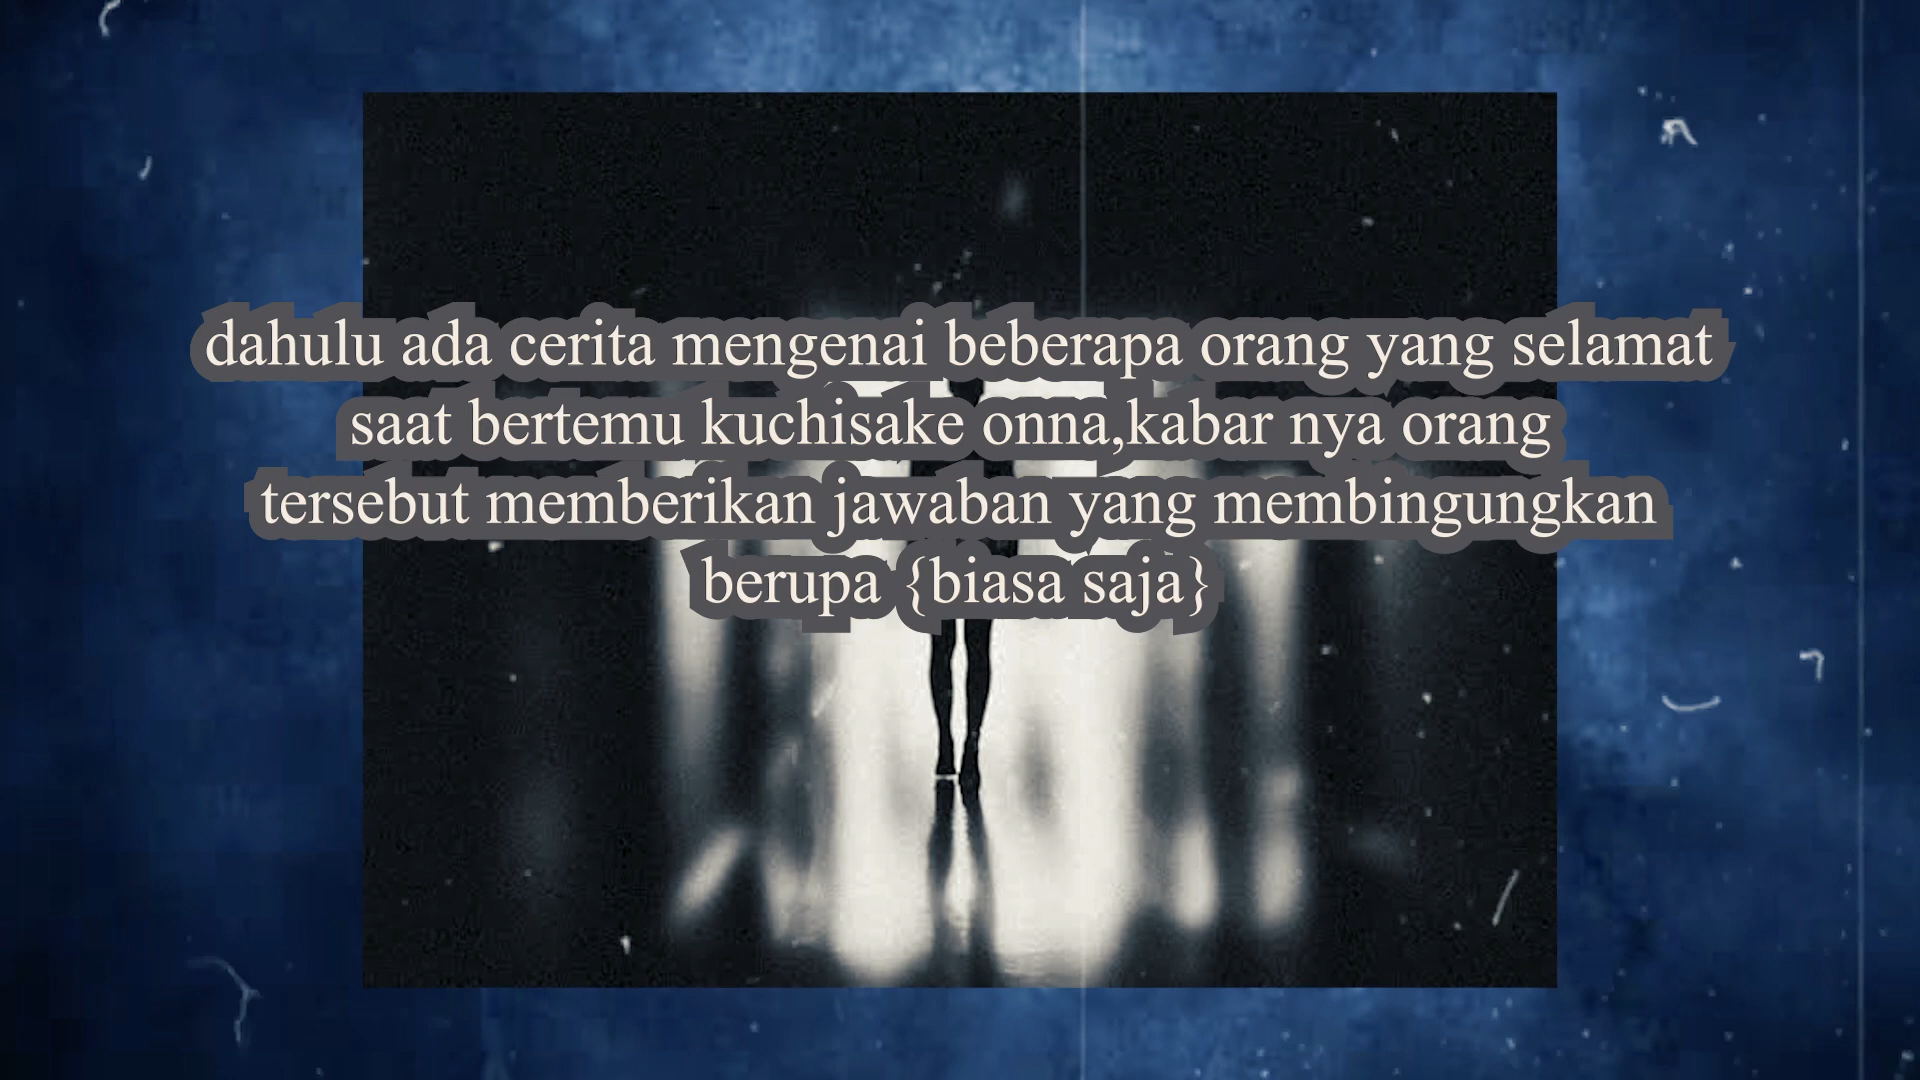 dahulu ada cerita mengenai beberapa orang yang selamat
saat bertemu kuchisake onna,kabar nya orang
tersebut memberikan jawaban yang membingungkan
berupa {biasa saja}